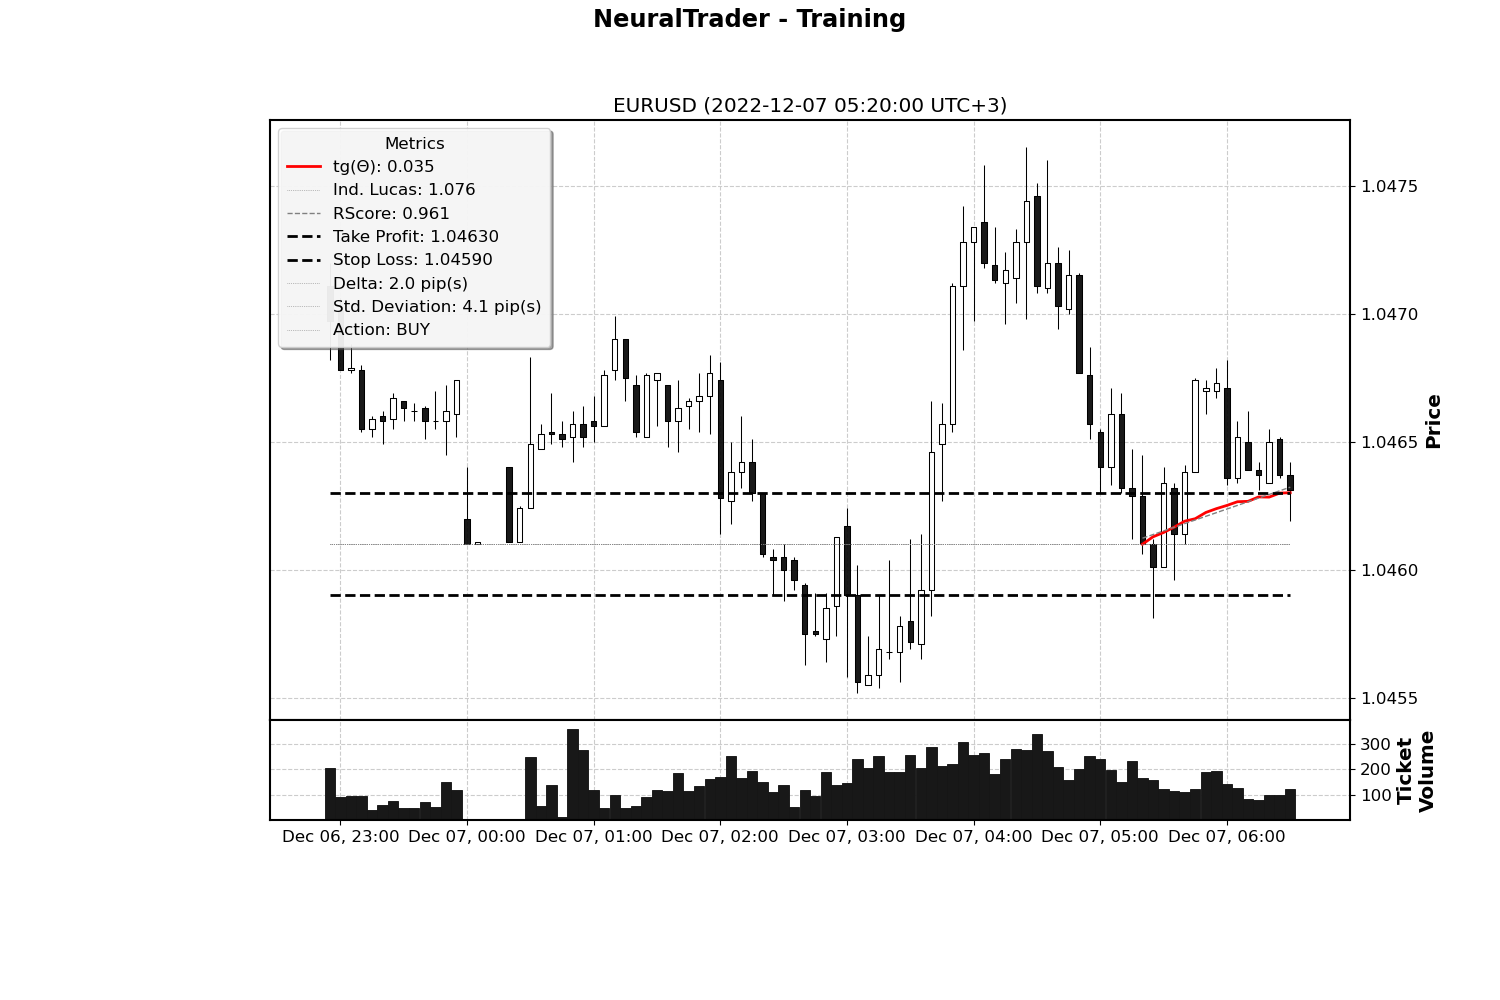 NeuralTrader - Training
EURUSD (2022-12-07 05:20:00 UTC+3)
Metrics
tg(Θ): 0.035
Ind. Lucas: 1.076
RScore: 0.961
Take Profit: 1.04630
Stop Loss: 1.04590
Delta: 2.0 pip(s)
Std. Deviation: 4.1 pip(s)
Action: BUY
1.0475
1.0470
1.0465
1.0460
1.0455
Price
300
200
100
Ticket
Volume
Dec 06, 23:00 Dec 07, 00:00 Dec 07, 01:00 Dec 07, 02:00 Dec 07, 03:00 Dec 07, 04:00 Dec 07, 05:00 Dec 07, 06:00